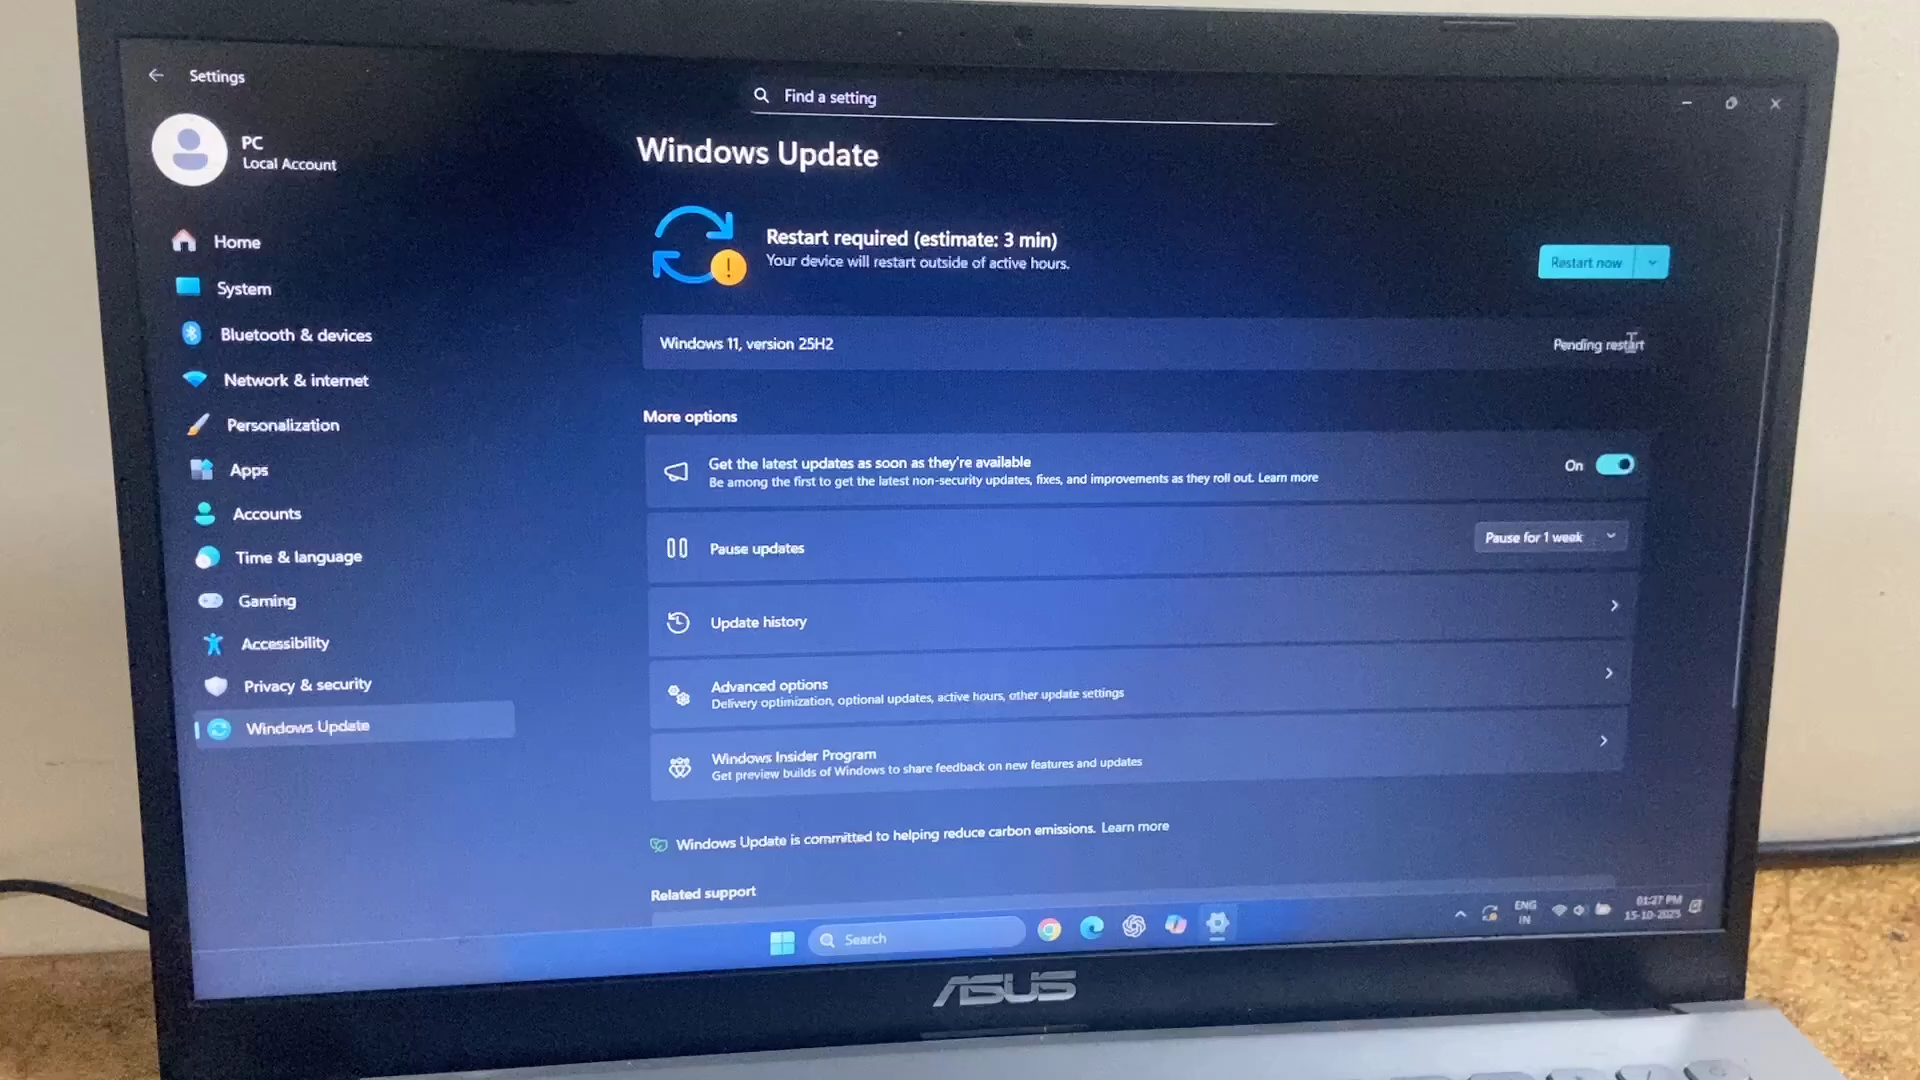 Settings
Find a setting
PC
Local Account
Home
System
Bluetooth & devices
Network & internet
Personalization
Apps
Accounts
Time & language
Gaming
Accessibility
Privacy & security
Windows Update
Windows Update
Restart required (estimate: 3 min)
Your device will restart outside of active hours.
Restart now
Windows 11, version 25H2
Pending restart
More options
Get the latest updates as soon as they're available
Be among the first to get the latest non-security updates, fixes, and improvements as they roll out. Learn more
On
Pause updates
Pause for 1 week
Update history
Advanced options
Delivery optimization, optional updates, active hours, other update settings
Windows Insider Program
Get preview builds of Windows to share feedback on new features and updates
Windows Update is committed to helping reduce carbon emissions. Learn more
Related support
Search
ENG
IN
01:27 PM
15-10-2025
ASUS